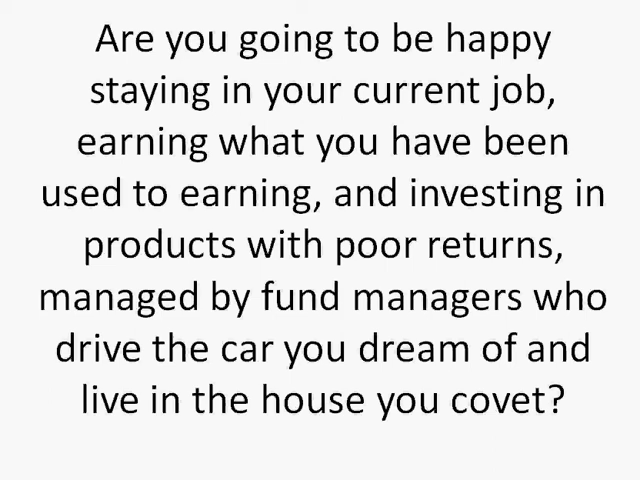 Are you going to be happy
staying in your current job,
earning what you have been
used to earning, and investing in
products with poor returns,
managed by fund managers who
drive the car you dream of and
live in the house you covet?